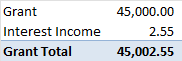 Grant 45,000.00
Interest Income 2.55
Grant Total 45,002.55